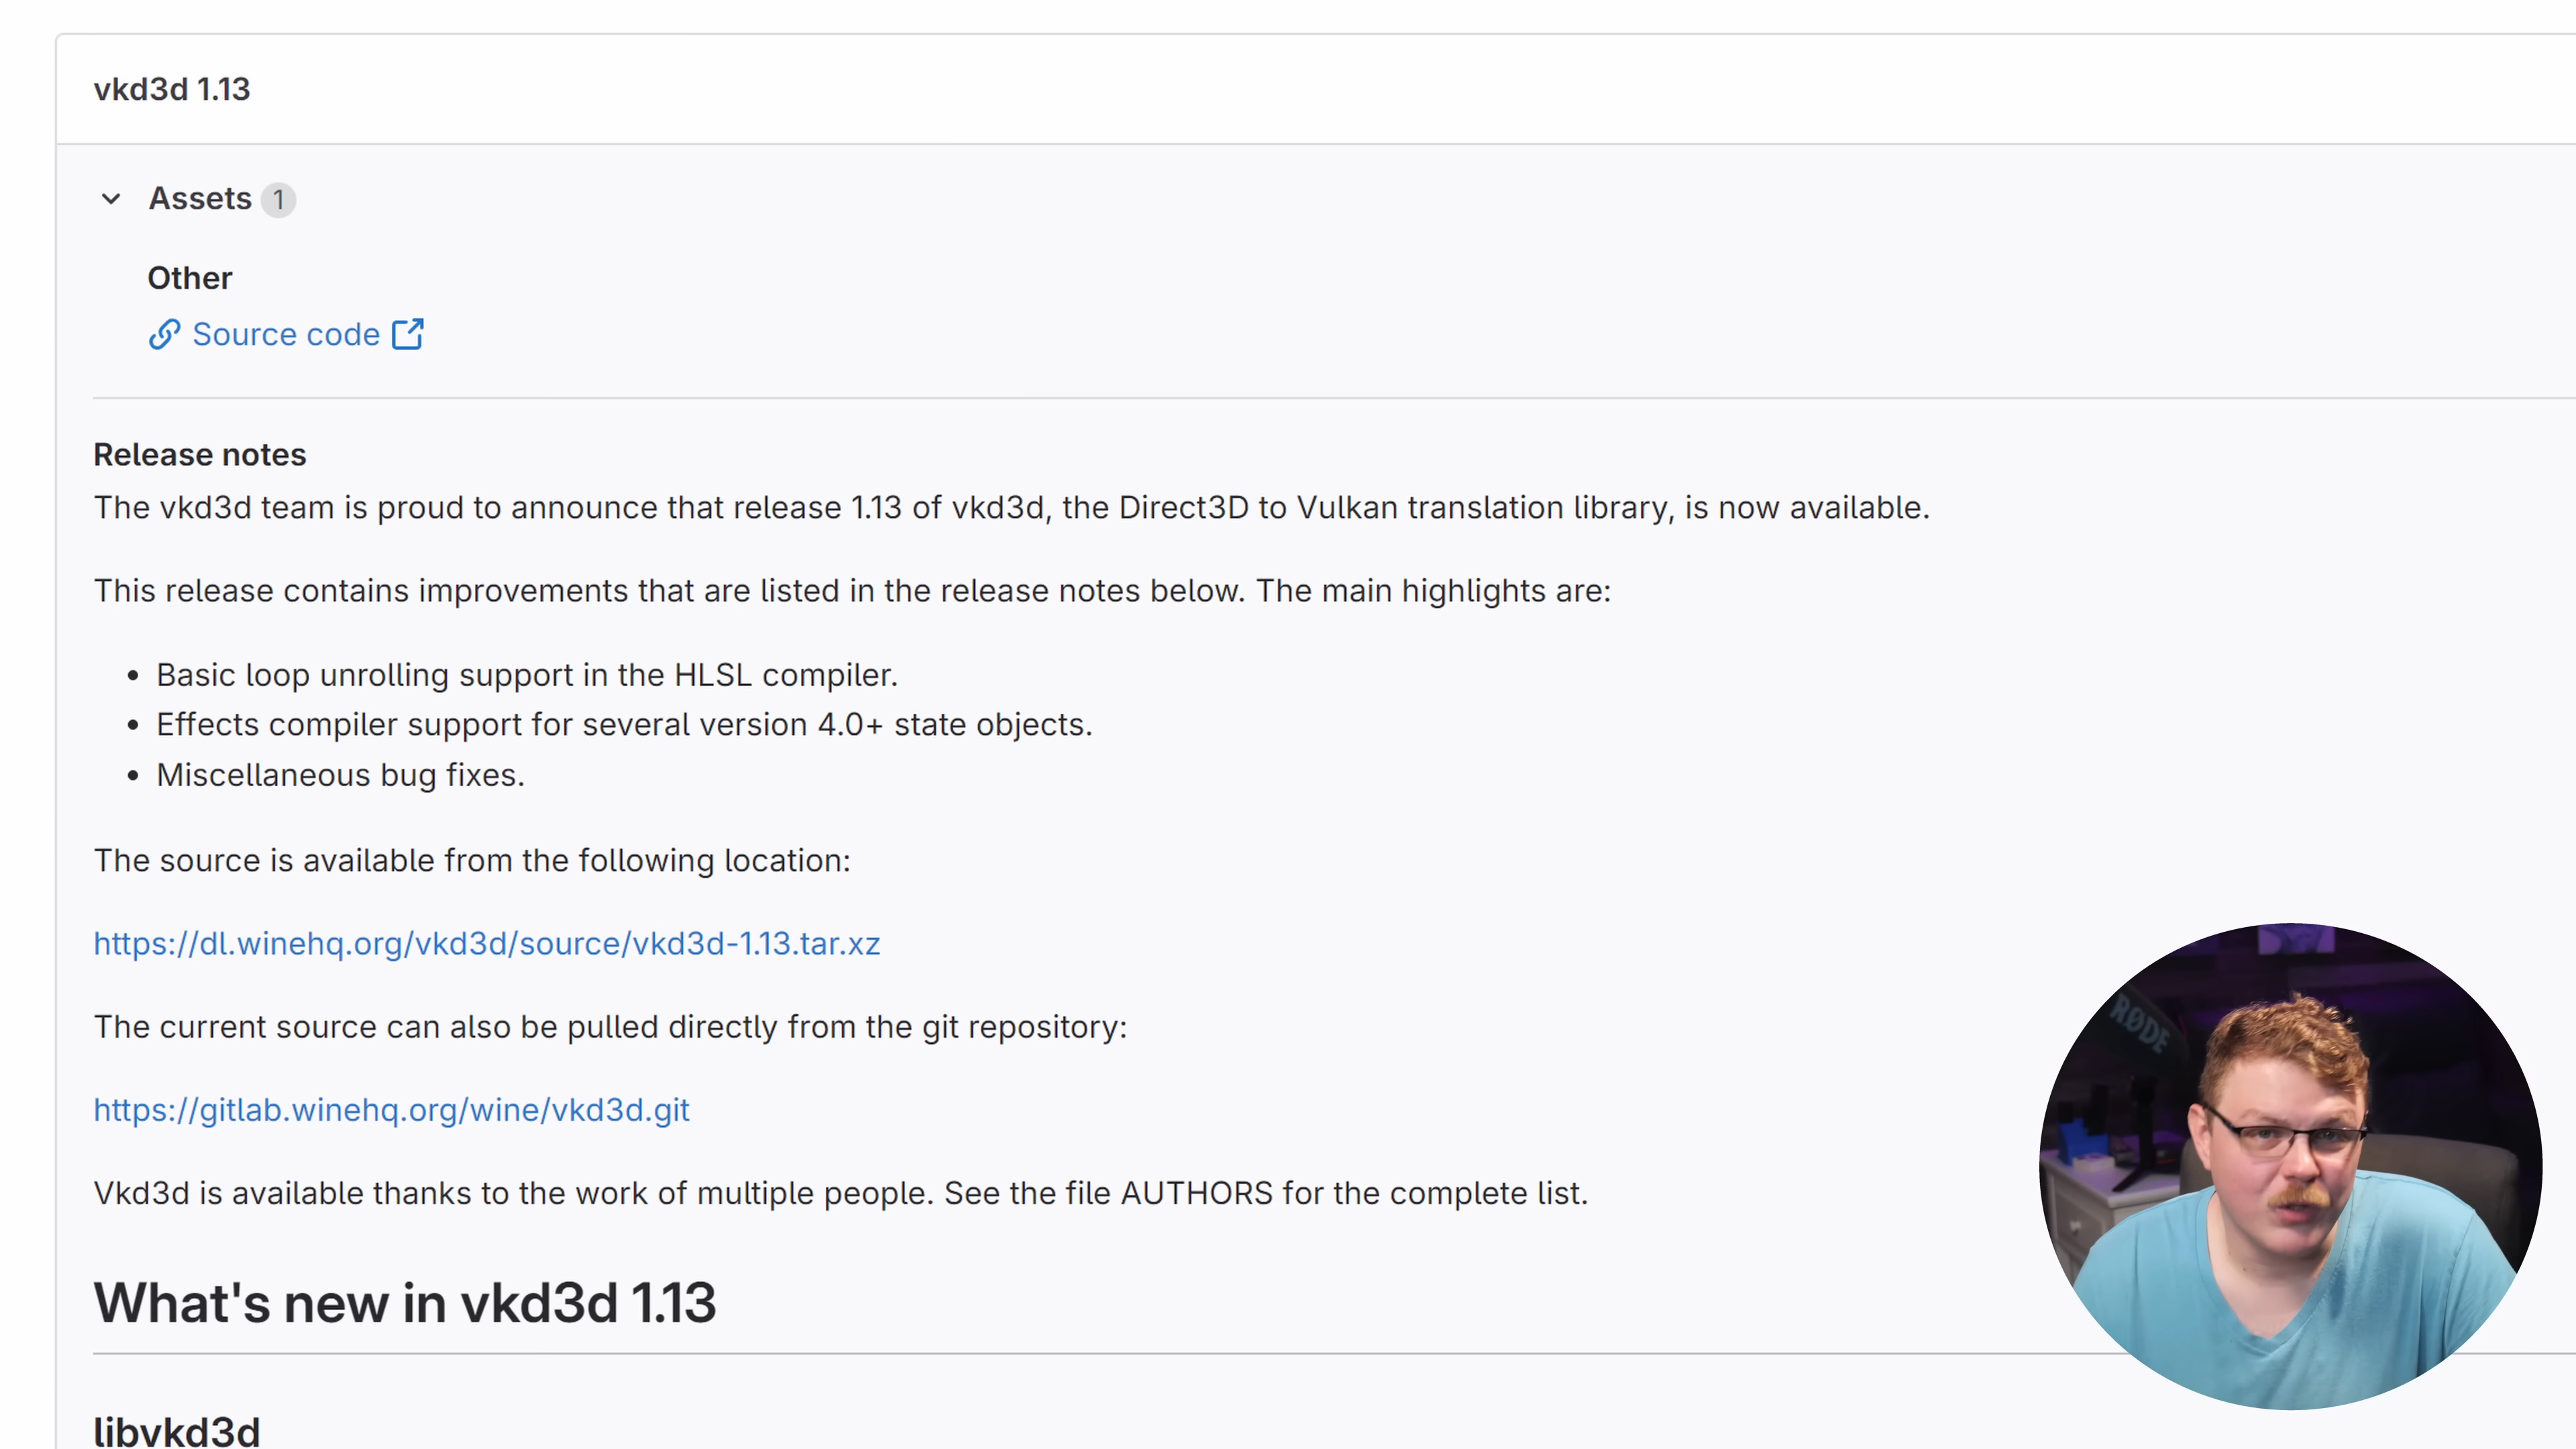 vkd3d 1.13
Assets 1
Other
Source code
Release notes
The vkd3d team is proud to announce that release 1.13 of vkd3d, the Direct3D to Vulkan translation library, is now available.
This release contains improvements that are listed in the release notes below. The main highlights are:
• Basic loop unrolling support in the HLSL compiler.
• Effects compiler support for several version 4.0+ state objects.
• Miscellaneous bug fixes.
The source is available from the following location:
https://dl.winehq.org/vkd3d/source/vkd3d-1.13.tar.xz
The current source can also be pulled directly from the git repository:
https://gitlab.winehq.org/wine/vkd3d.git
Vkd3d is available thanks to the work of multiple people. See the file AUTHORS for the complete list.
RØDE
What's new in vkd3d 1.13
libvkd3d